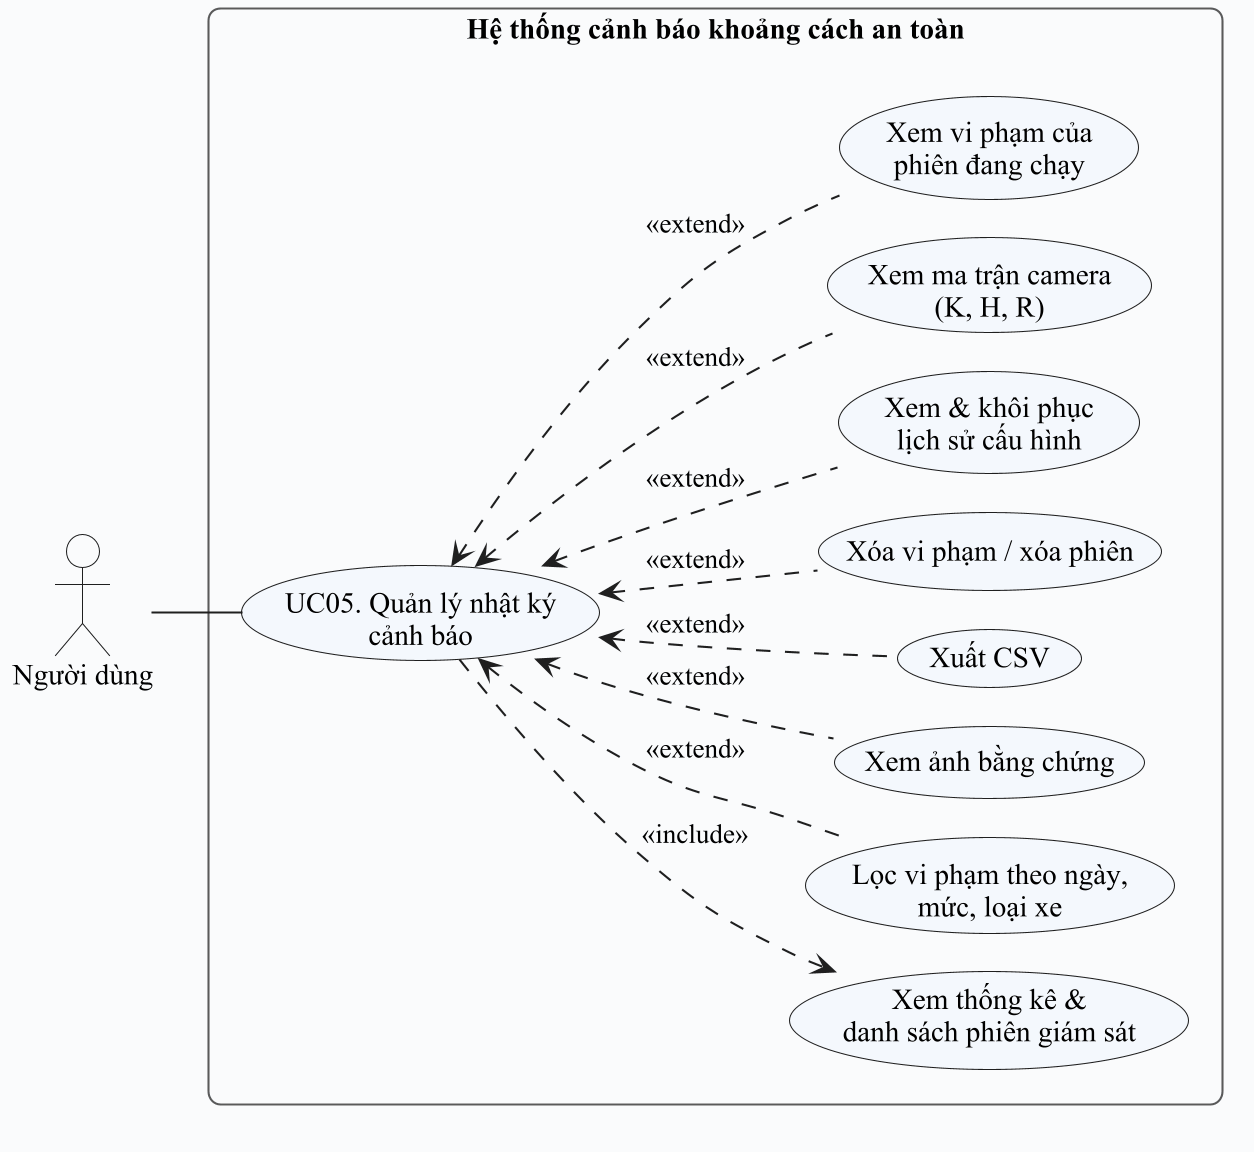 Hệ thống cảnh báo khoảng cách an toàn
Xem vi phạm của
phiên đang chạy
«extend»
Xem ma trận camera
(K, H, R)
«extend»
Xem & khôi phục
lịch sử cấu hình
«extend»
Xóa vi phạm / xóa phiên
«extend»
UC05. Quản lý nhật ký
cảnh báo
Người dùng
«extend»
Xuất CSV
«extend»
Xem ảnh bằng chứng
«extend»
Lọc vi phạm theo ngày,
mức, loại xe
«include»
Xem thống kê &
danh sách phiên giám sát